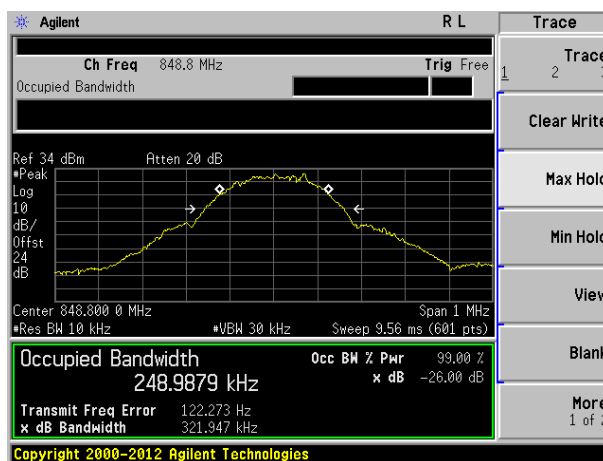 Agilent R L Trace
Ch Freq 848.8 MHz Trig Free
Occupied Bandwidth
Trace
1 2
Clear Write
Max Hold
Min Hold
View
Blank
More
1 of 2
Ref 34 dBm Atten 20 dB
#Peak
Log
10
dB/
Offst
24
dB
Center 848.800 0 MHz Span 1 MHz
#Res BW 10 kHz #VBW 30 kHz Sweep 9.56 ms (601 pts)
Occupied Bandwidth Occ BW % Pwr 99.00 %
248.9879 kHz x dB -26.00 dB
Transmit Freq Error 122.273 Hz
x dB Bandwidth 321.947 kHz
Copyright 2000-2012 Agilent Technologies